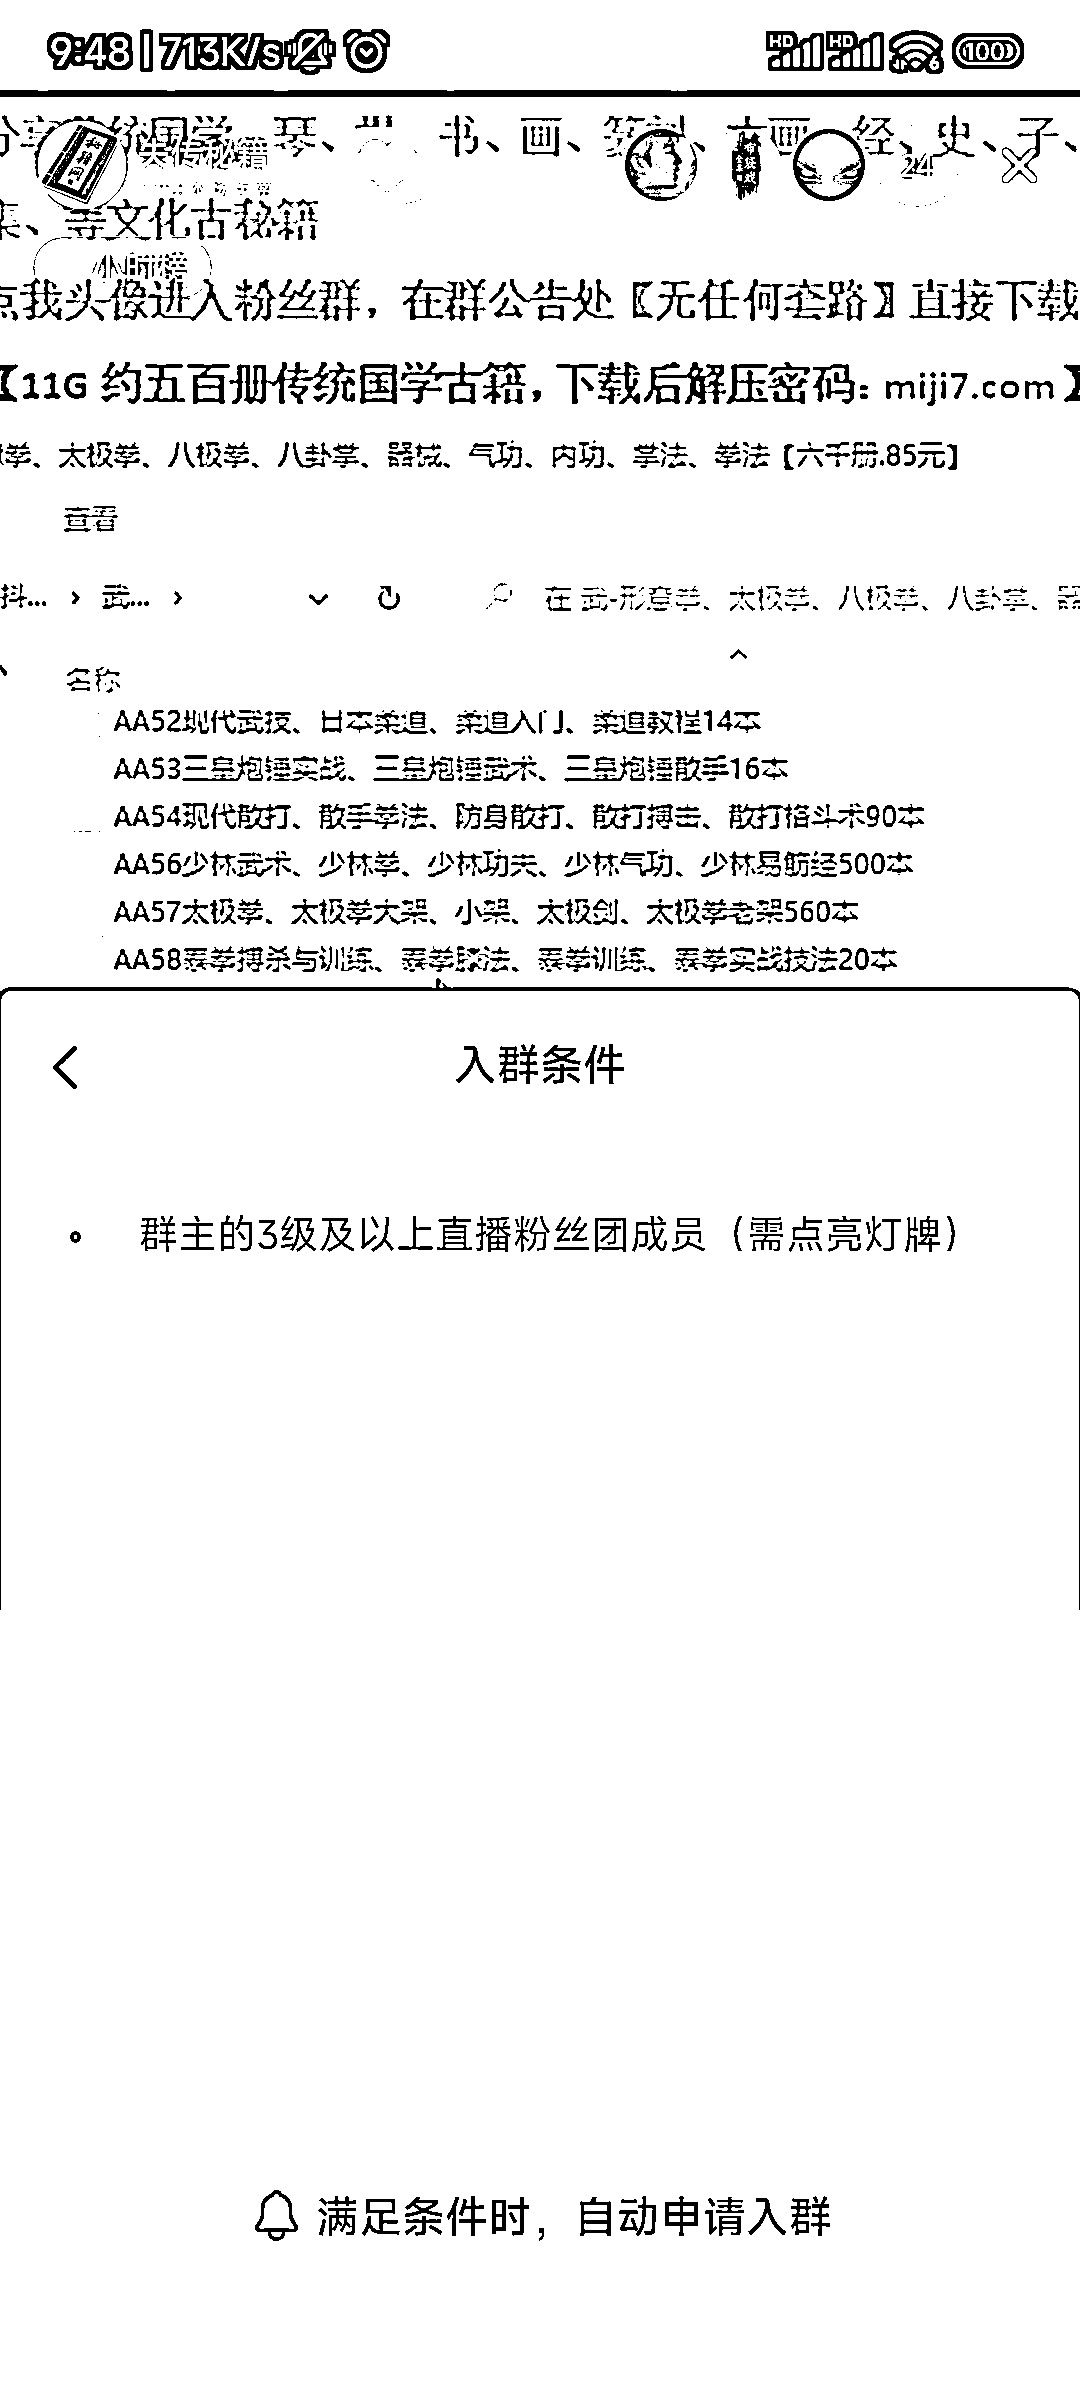 9:48 | 713K/s
HD HD 6 100
分享传统国学、琴、书、画、篆刻、古画、经、史、子、
失传秘籍
24
集、等文化古秘籍
小时榜
点我头像进入粉丝群，在群公告处〖无任何套路〗直接下载
【11G 约五百册传统国学古籍，下载后解压密码：miji7.com】
拳、太极拳、八极拳、八卦掌、器械、气功、内功、掌法、拳法【六千册.85元】
查看
抖... › 武... ›
在 武-形意拳、太极拳、八极拳、八卦掌、器
名称
AA52现代武技、日本柔道、柔道入门、柔道教程14本
AA53三皇炮锤实战、三皇炮锤武术、三皇炮锤散手16本
AA54现代散打、散手拳法、防身散打、散打搏击、散打格斗术90本
AA56少林武术、少林拳、少林功夫、少林气功、少林易筋经500本
AA57太极拳、太极拳大架、小架、太极剑、太极拳老架560本
AA58泰拳搏杀与训练、泰拳腿法、泰拳训练、泰拳实战技法20本
入群条件
群主的3级及以上直播粉丝团成员（需点亮灯牌）
满足条件时，自动申请入群